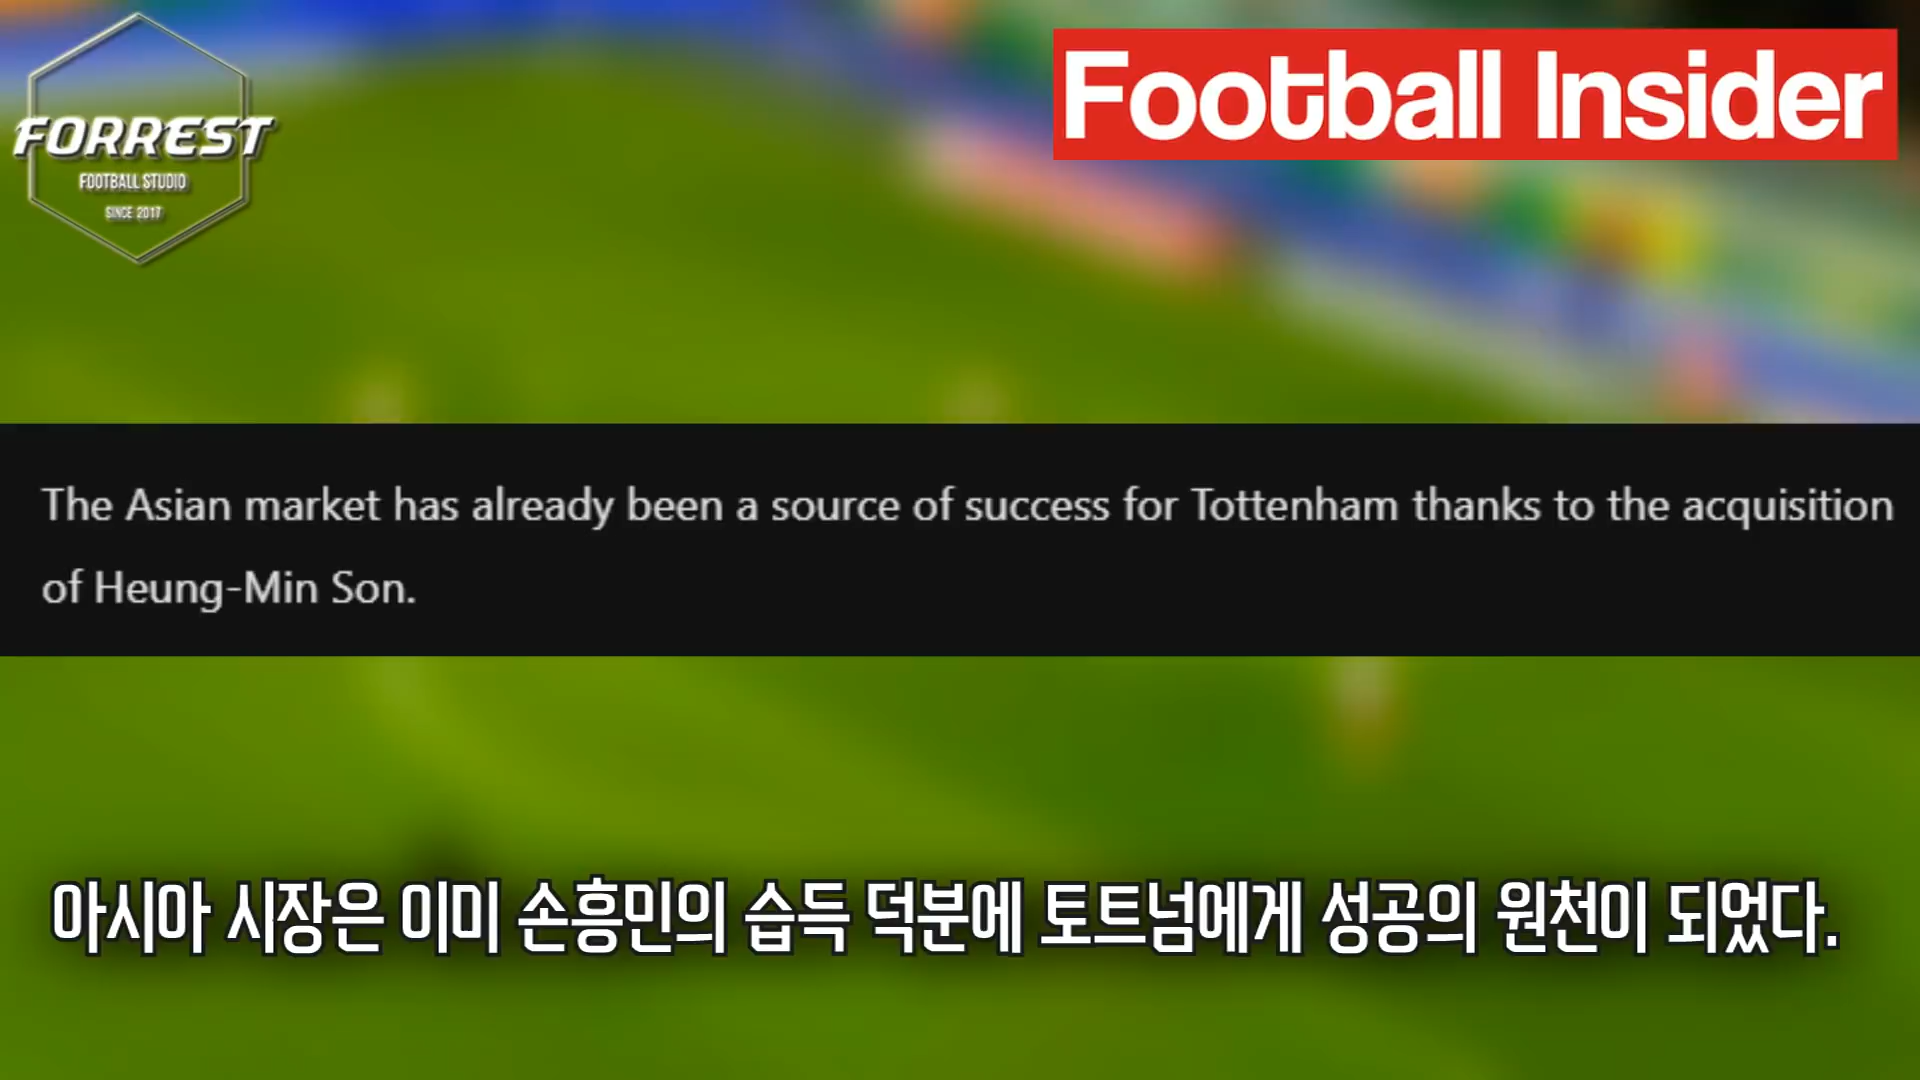 FORREST
FOOTBALL STUDIO
SINCE 2017
Football Insider
The Asian market has already been a source of success for Tottenham thanks to the acquisition
of Heung-Min Son.
아시아 시장은 이미 손흥민의 습득 덕분에 토트넘에게 성공의 원천이 되었다.